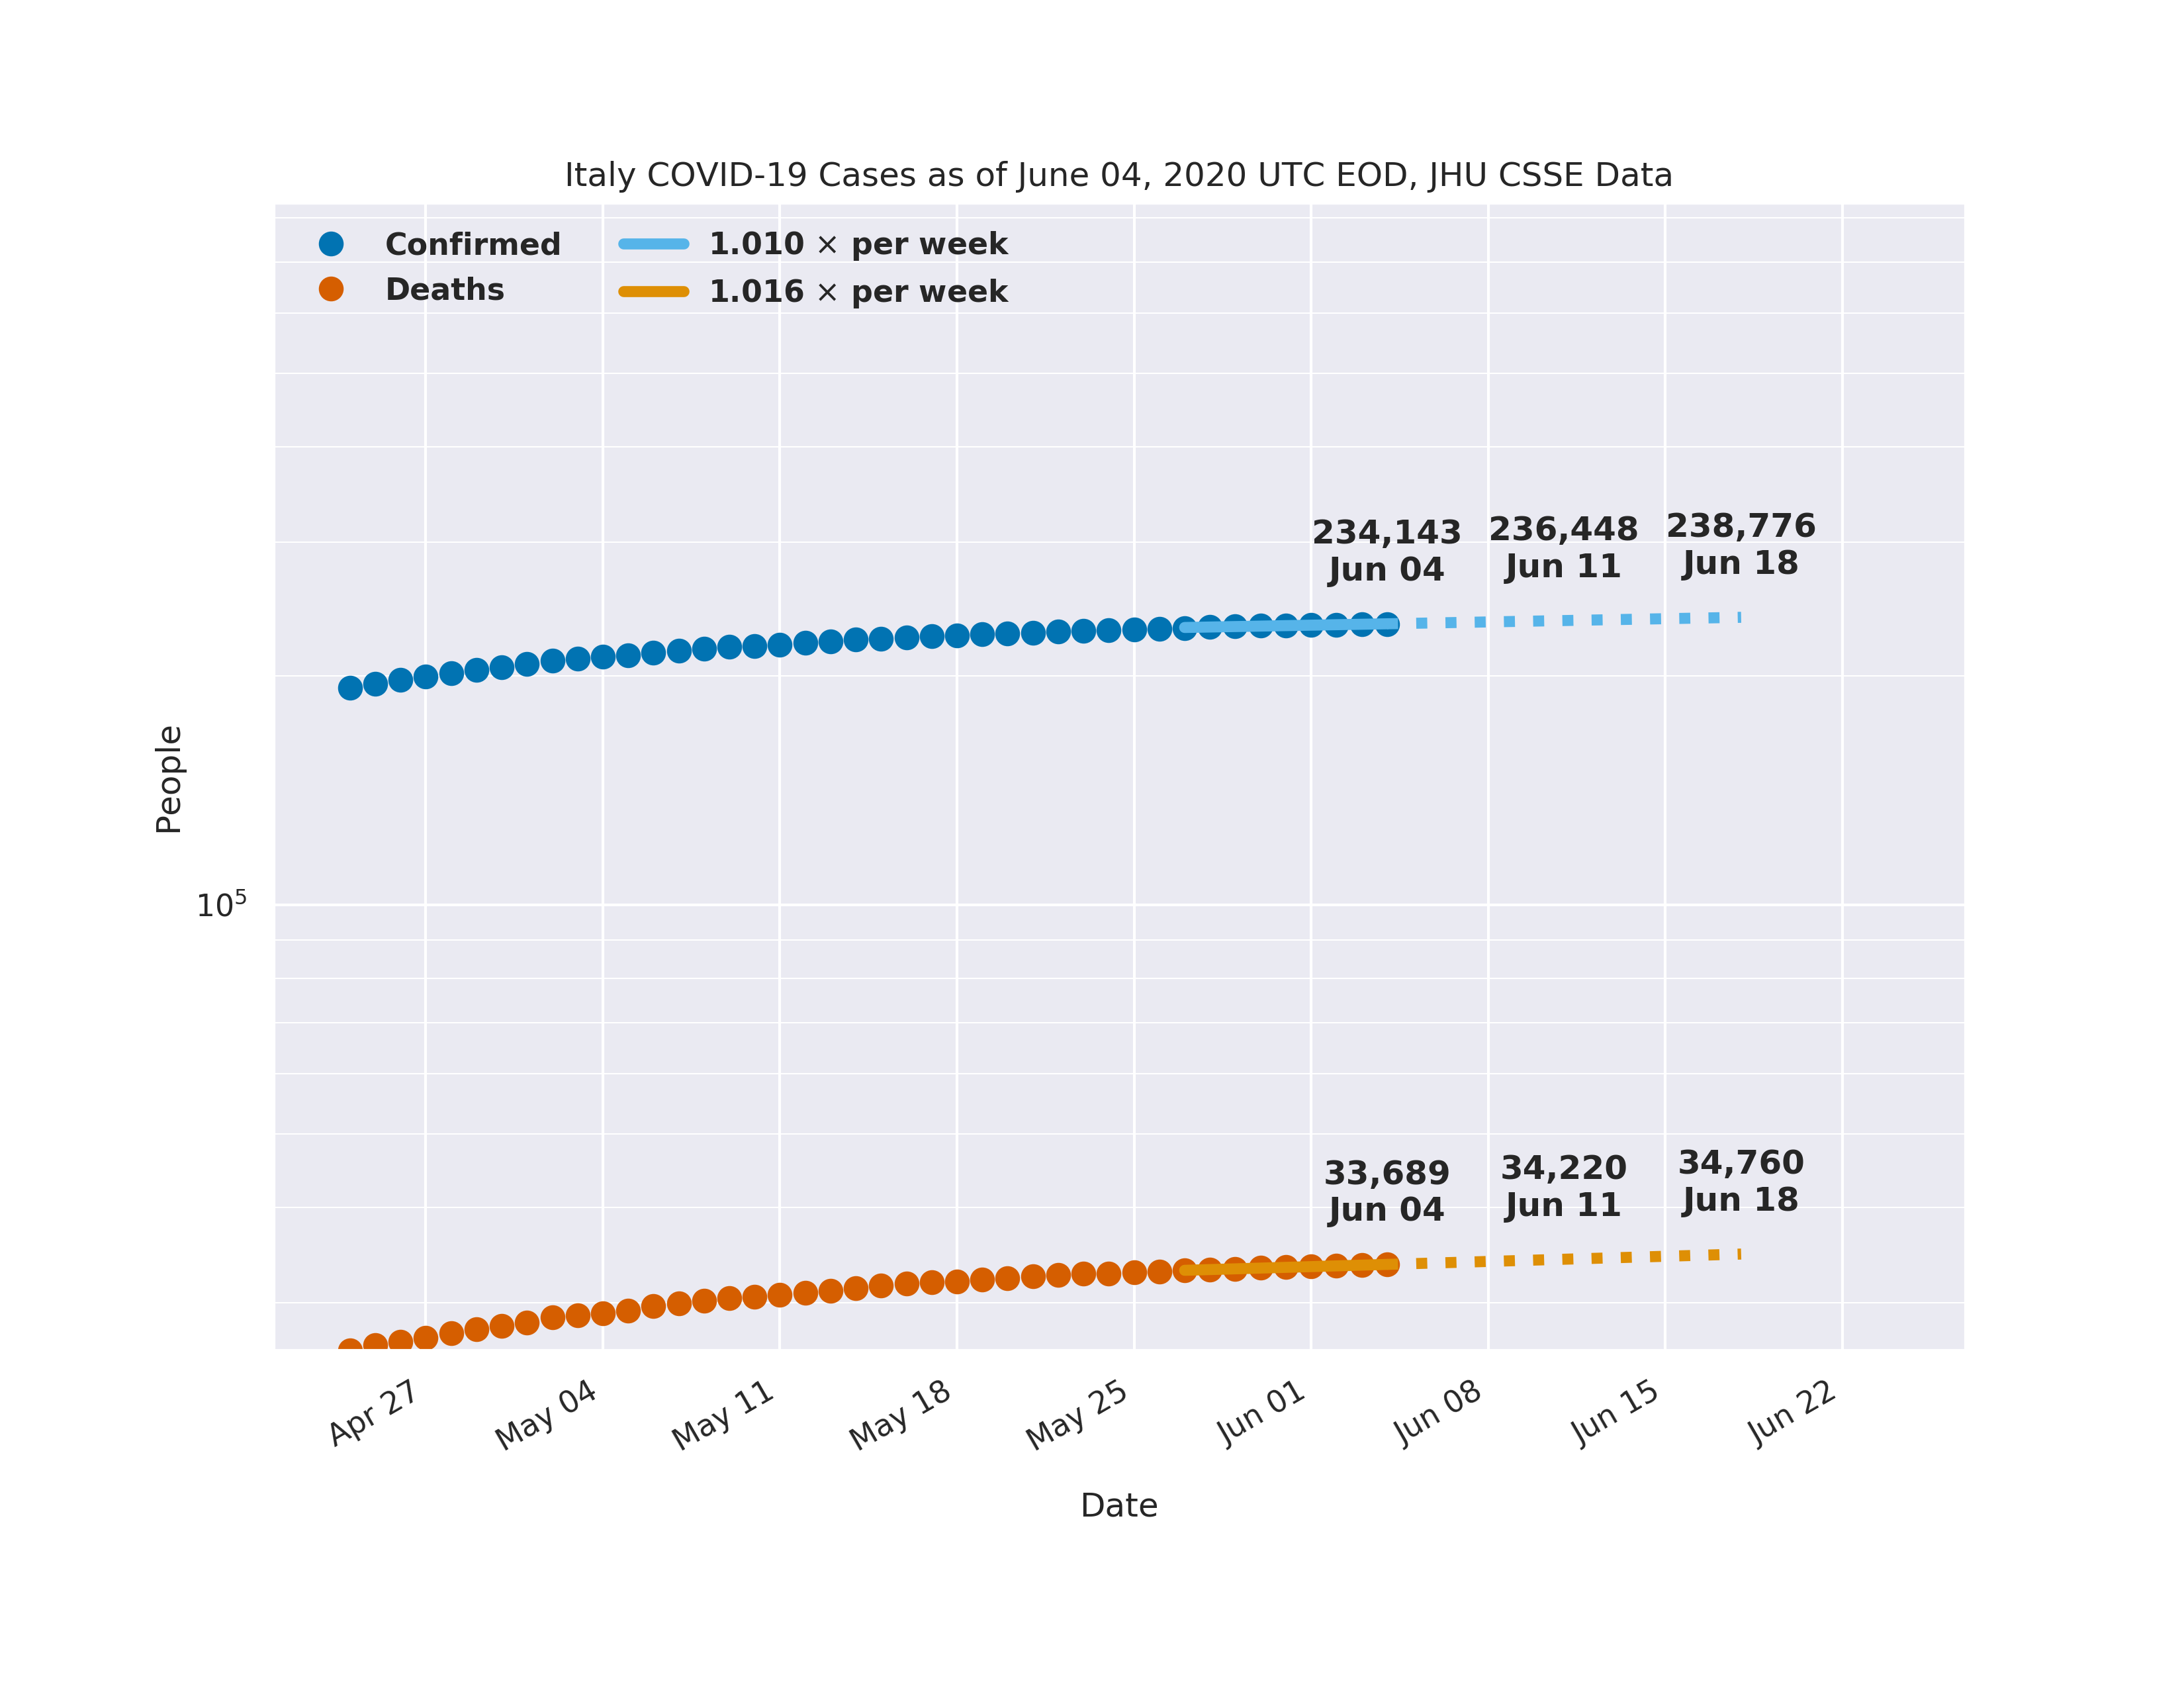 Italy COVID-19 Cases as of June 04, 2020 UTC EOD, JHU CSSE Data
Confirmed
Deaths
1.010 × per week
1.016 × per week
234,143
Jun 04
236,448
Jun 11
238,776
Jun 18
People
10⁵
33,689
Jun 04
34,220
Jun 11
34,760
Jun 18
Apr 27
May 04
May 11
May 18
May 25
Jun 01
Jun 08
Jun 15
Jun 22
Date